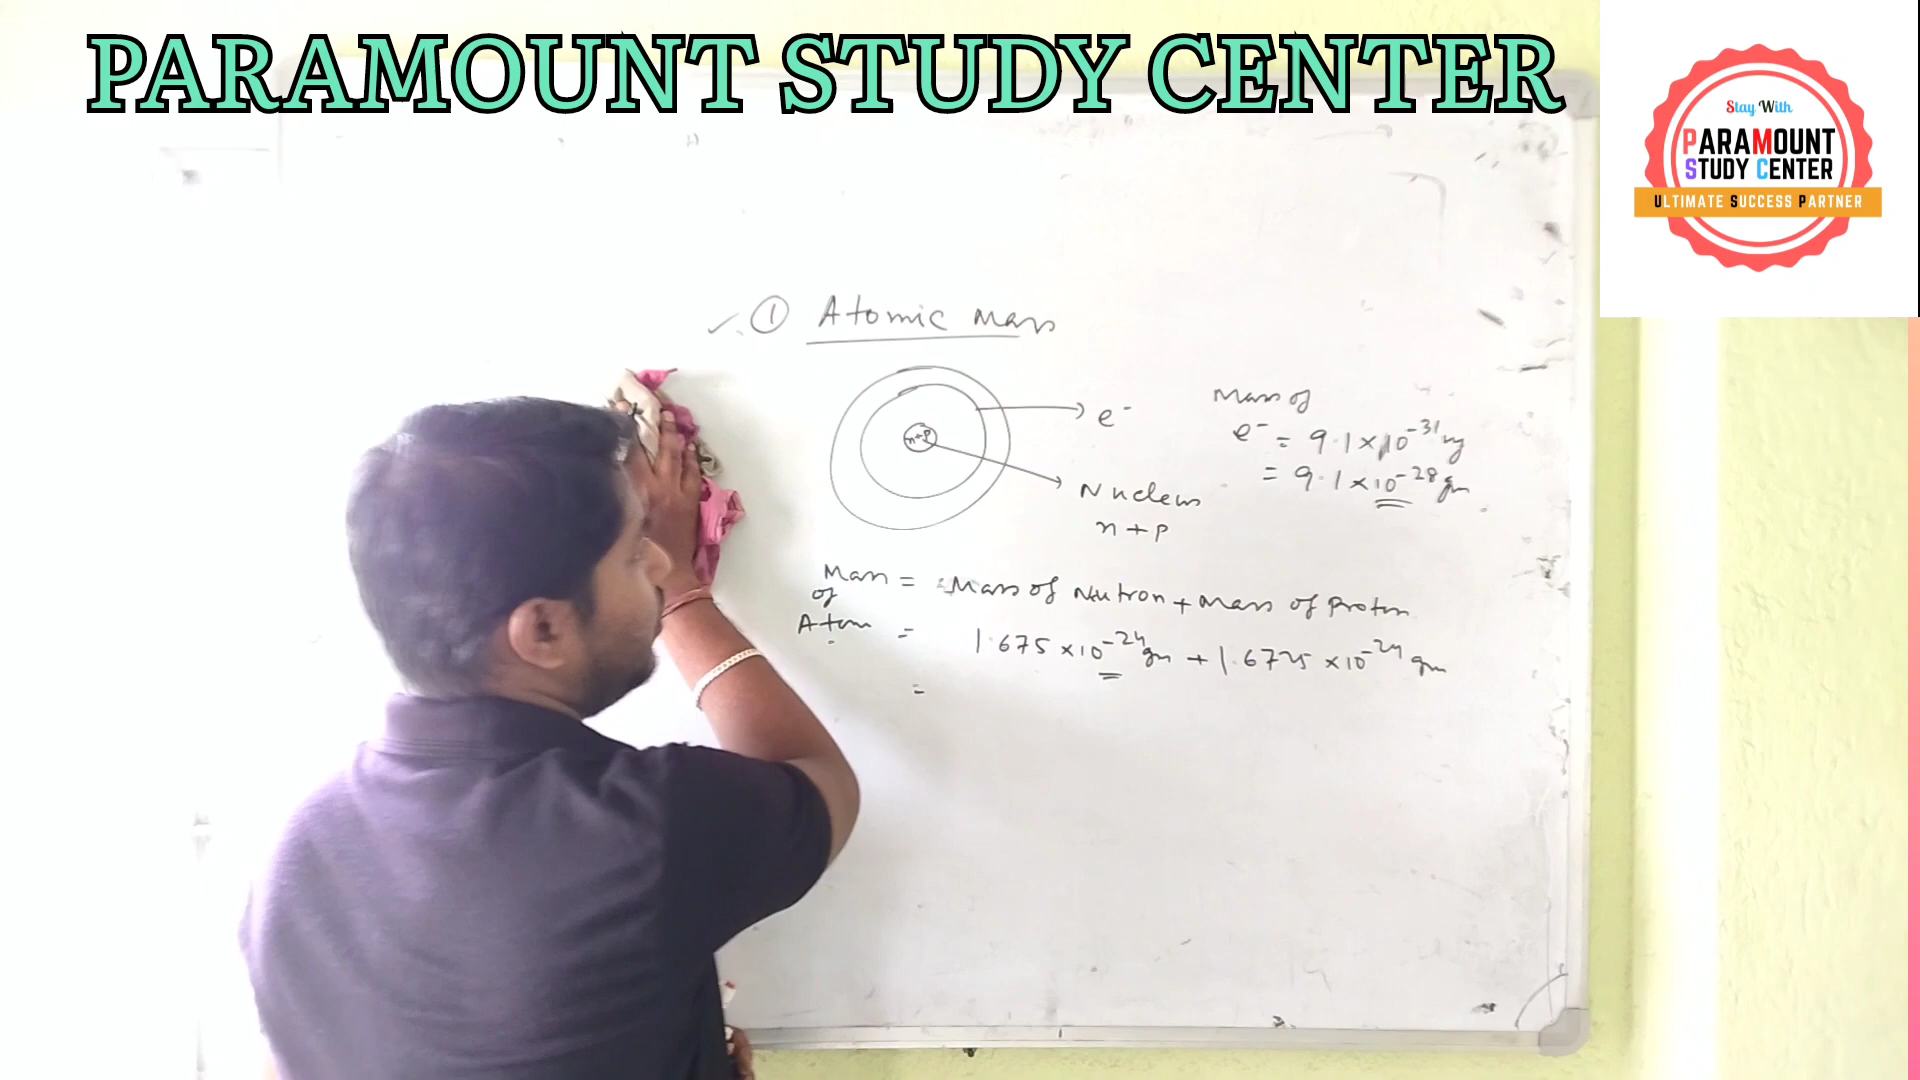 PARAMOUNT STUDY CENTER
Stay With
PARAMOUNT
STUDY CENTER
ULTIMATE SUCCESS PARTNER
① Atomic Mass
e⁻
n+p
Nucleus
n + p
Mass of
e⁻ = 9.1 × 10⁻³¹ kg
= 9.1 × 10⁻²⁸ gm
Mass of Atom = Mass of Nutron + Mass of Proton
= 1.675 × 10⁻²⁴ gm + 1.6725 × 10⁻²⁴ gm
=